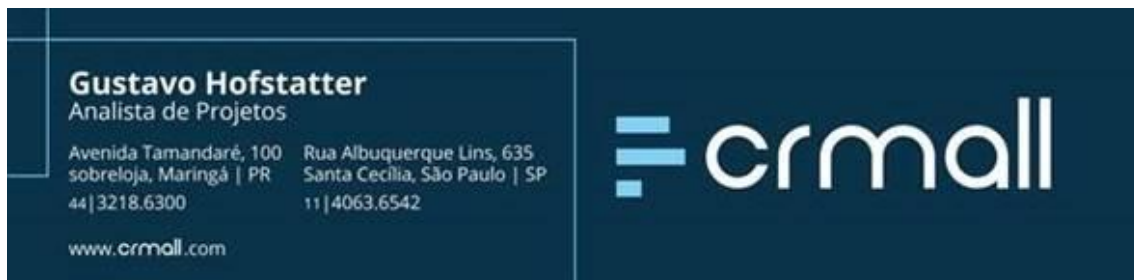 Gustavo Hofstatter
Analista de Projetos
Avenida Tamandaré, 100
sobreloja, Maringá | PR
44|3218.6300
Rua Albuquerque Lins, 635
Santa Cecília, São Paulo | SP
11|4063.6542
www.crmall.com
crmall